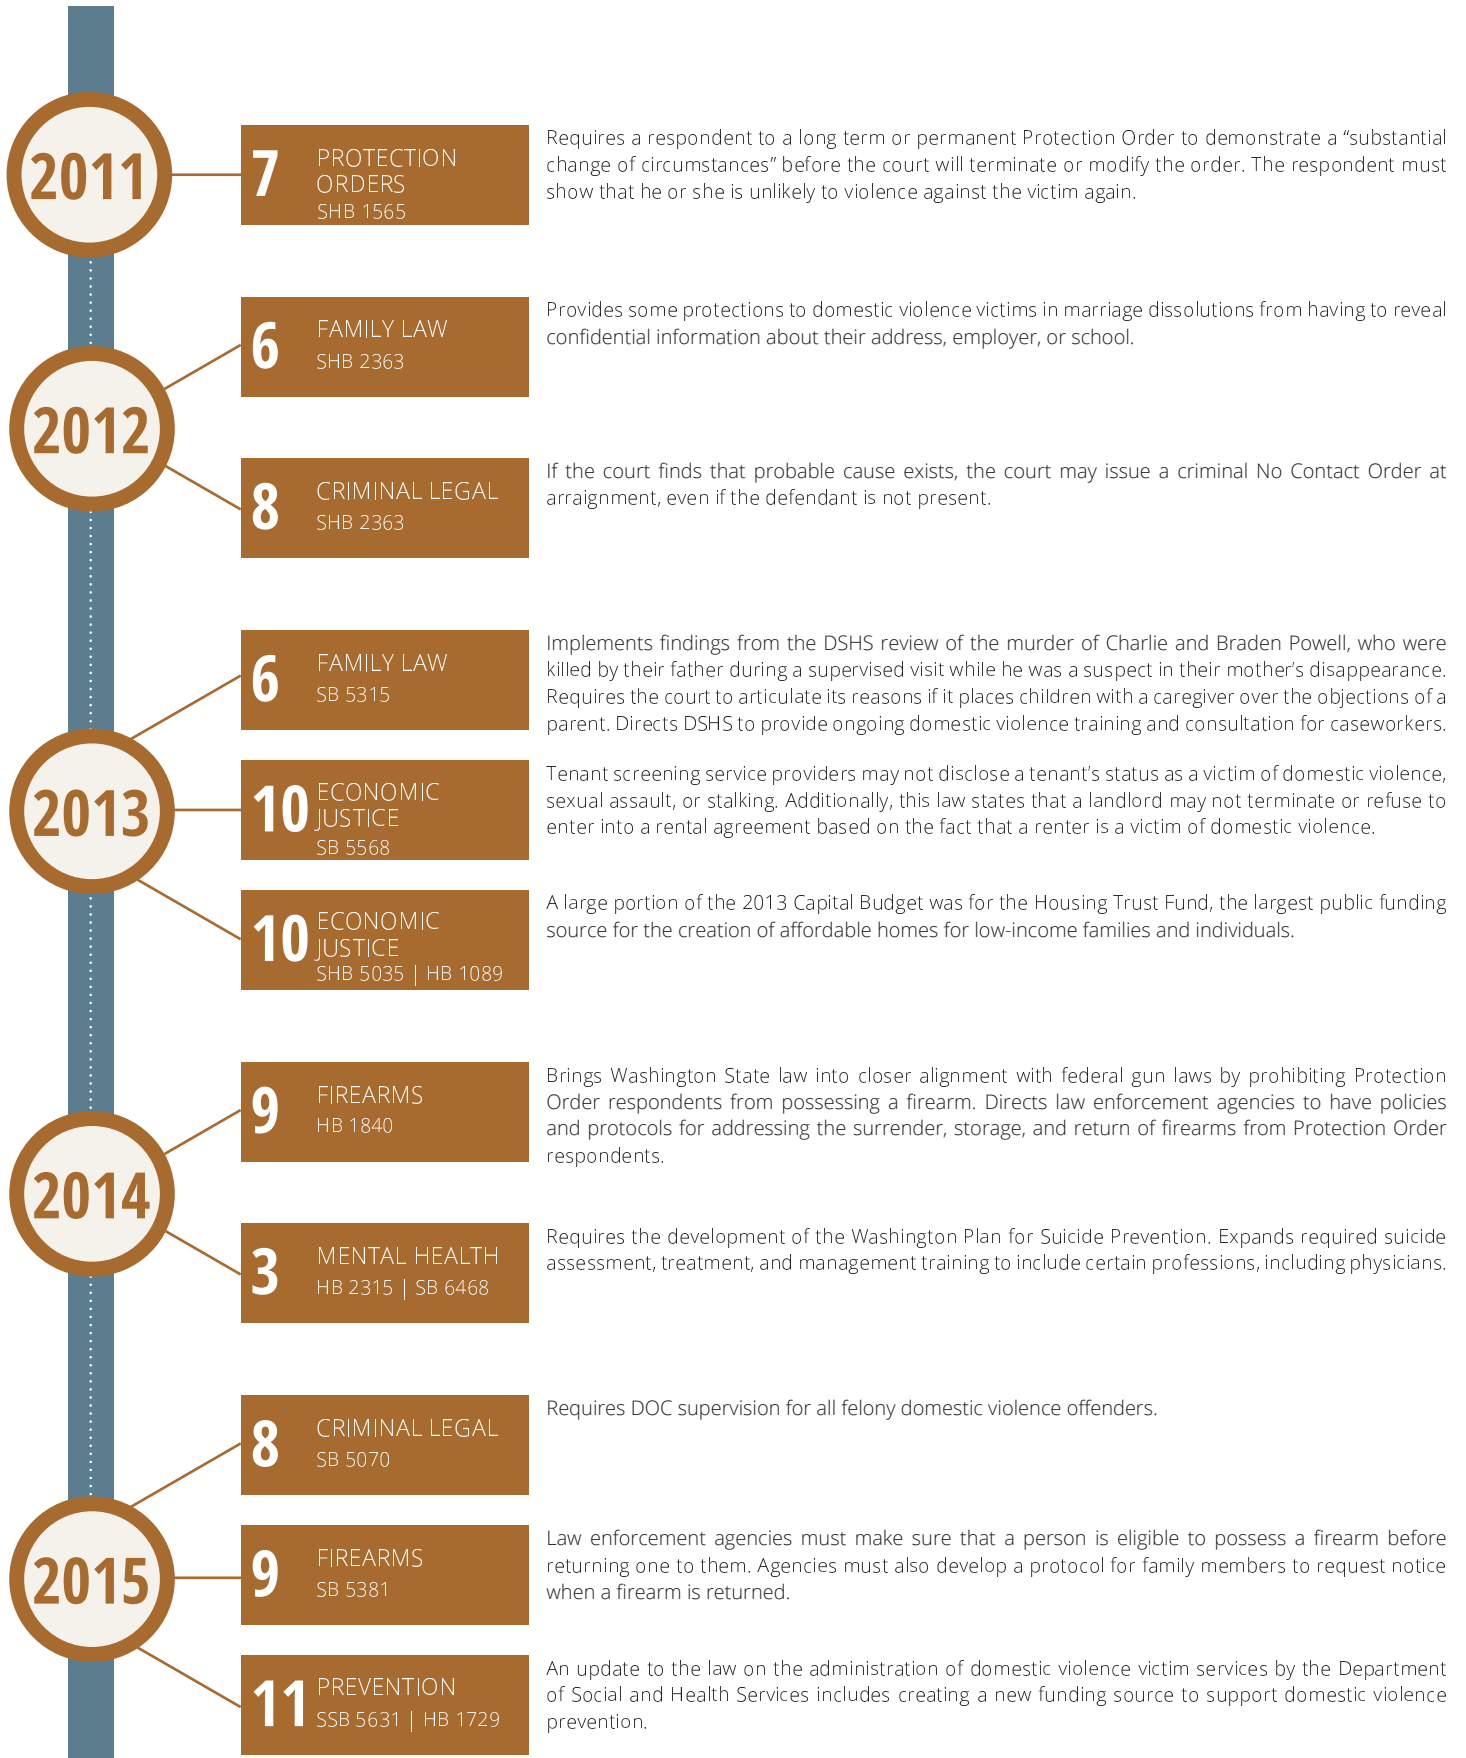 2011
7
PROTECTION
ORDERS
SHB 1565
Requires a respondent to a long term or permanent Protection Order to demonstrate a “substantial
change of circumstances” before the court will terminate or modify the order. The respondent must
show that he or she is unlikely to violence against the victim again.
2012
6
FAMILY LAW
SHB 2363
Provides some protections to domestic violence victims in marriage dissolutions from having to reveal
confidential information about their address, employer, or school.
8
CRIMINAL LEGAL
SHB 2363
If the court finds that probable cause exists, the court may issue a criminal No Contact Order at
arraignment, even if the defendant is not present.
2013
6
FAMILY LAW
SB 5315
Implements findings from the DSHS review of the murder of Charlie and Braden Powell, who were
killed by their father during a supervised visit while he was a suspect in their mother’s disappearance.
Requires the court to articulate its reasons if it places children with a caregiver over the objections of a
parent. Directs DSHS to provide ongoing domestic violence training and consultation for caseworkers.
10
ECONOMIC
JUSTICE
SB 5568
Tenant screening service providers may not disclose a tenant’s status as a victim of domestic violence,
sexual assault, or stalking. Additionally, this law states that a landlord may not terminate or refuse to
enter into a rental agreement based on the fact that a renter is a victim of domestic violence.
10
ECONOMIC
JUSTICE
SHB 5035 | HB 1089
A large portion of the 2013 Capital Budget was for the Housing Trust Fund, the largest public funding
source for the creation of affordable homes for low-income families and individuals.
2014
9
FIREARMS
HB 1840
Brings Washington State law into closer alignment with federal gun laws by prohibiting Protection
Order respondents from possessing a firearm. Directs law enforcement agencies to have policies
and protocols for addressing the surrender, storage, and return of firearms from Protection Order
respondents.
3
MENTAL HEALTH
HB 2315 | SB 6468
Requires the development of the Washington Plan for Suicide Prevention. Expands required suicide
assessment, treatment, and management training to include certain professions, including physicians.
2015
8
CRIMINAL LEGAL
SB 5070
Requires DOC supervision for all felony domestic violence offenders.
9
FIREARMS
SB 5381
Law enforcement agencies must make sure that a person is eligible to possess a firearm before
returning one to them. Agencies must also develop a protocol for family members to request notice
when a firearm is returned.
11
PREVENTION
SSB 5631 | HB 1729
An update to the law on the administration of domestic violence victim services by the Department
of Social and Health Services includes creating a new funding source to support domestic violence
prevention.